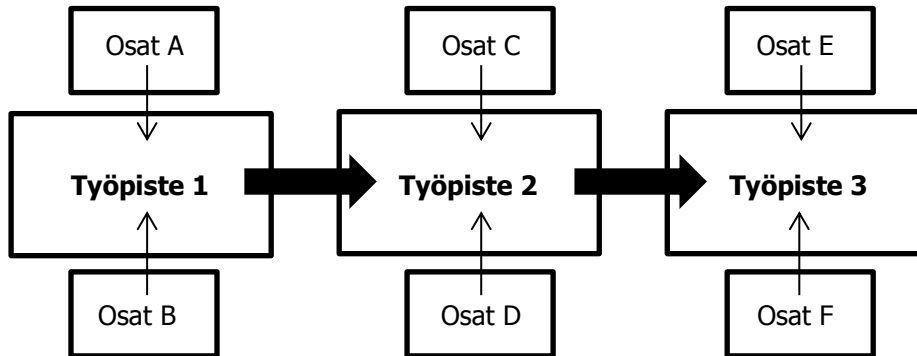 Osat A
Osat C
Osat E
Työpiste 1
Työpiste 2
Työpiste 3
Osat B
Osat D
Osat F